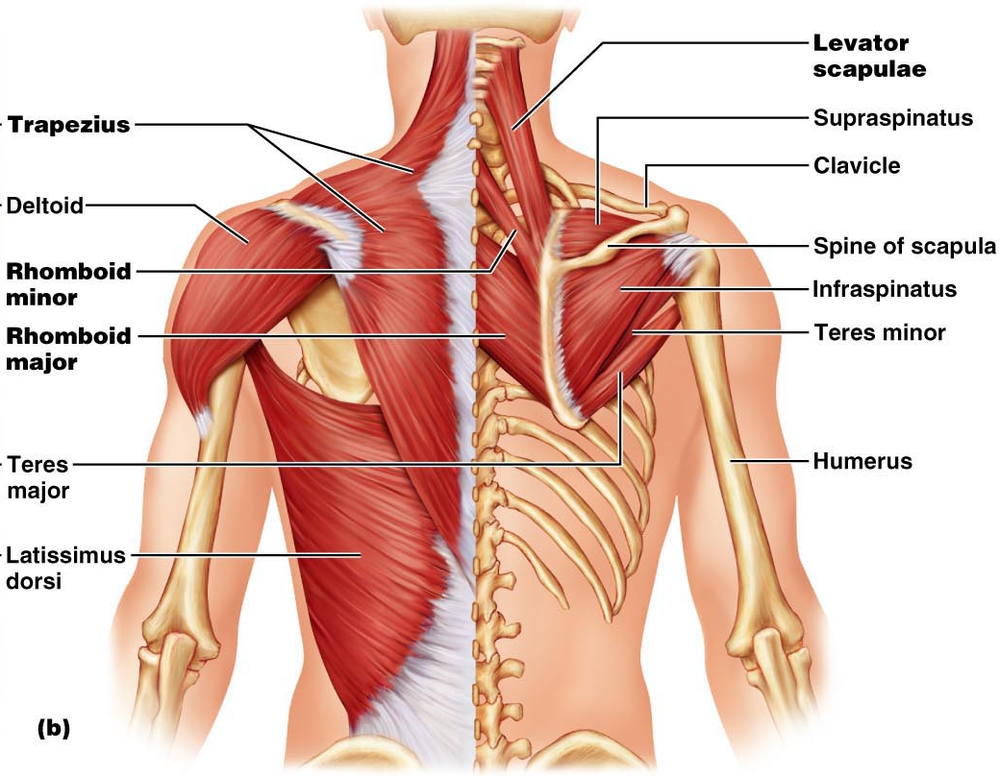 Levator
scapulae
Trapezius
Supraspinatus
Clavicle
Deltoid
Spine of scapula
Rhomboid
minor
Infraspinatus
Rhomboid
major
Teres minor
Teres
major
Humerus
Latissimus
dorsi
(b)